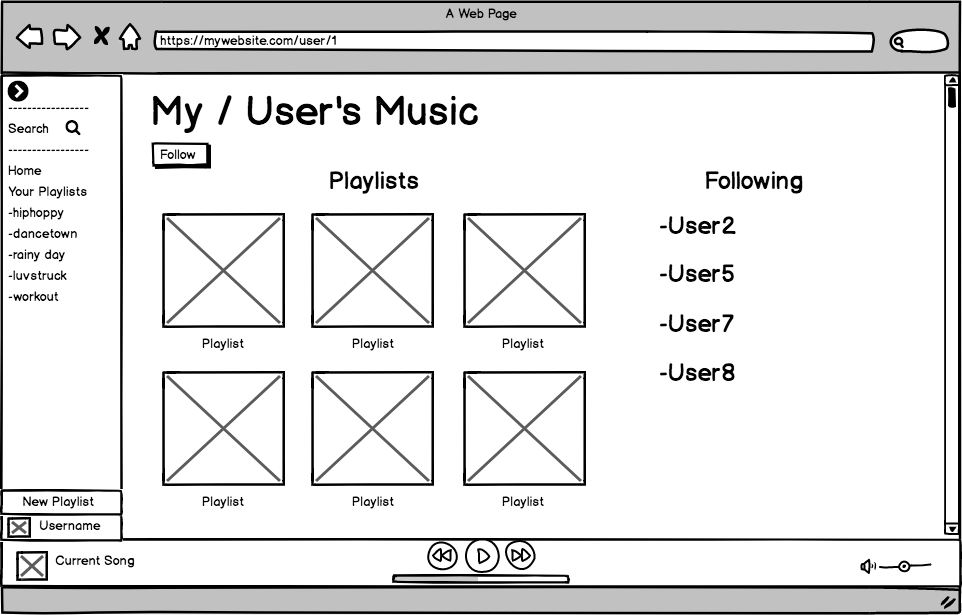 A Web Page
https://mywebsite.com/user/1
Search
Home
Your Playlists
-hiphoppy
-dancetown
-rainy day
-luvstruck
-workout
New Playlist
Username
My / User's Music
Follow
Playlists
Playlist
Playlist
Playlist
Playlist
Playlist
Playlist
Following
-User2
-User5
-User7
-User8
Current Song